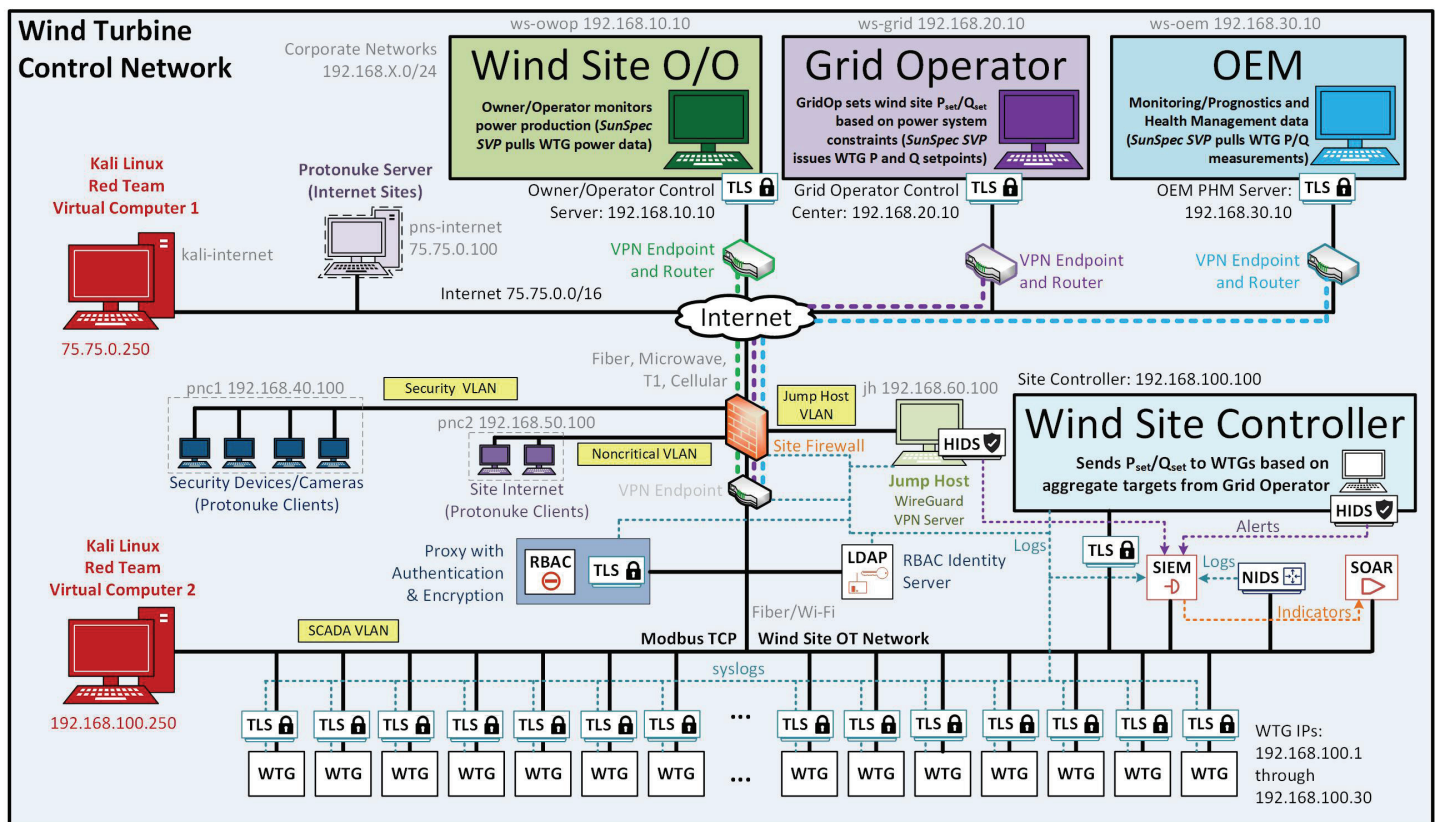 Wind Turbine
Control Network
Corporate Networks
192.168.X.0/24
ws-owop 192.168.10.10
Wind Site O/O
Owner/Operator monitors
power production (SunSpec
SVP pulls WTG power data)
TLS
Owner/Operator Control
Server: 192.168.10.10
VPN Endpoint
and Router
ws-grid 192.168.20.10
Grid Operator
GridOp sets wind site Pset/Qset
based on power system
constraints (SunSpec SVP
issues WTG P and Q setpoints)
TLS
Grid Operator Control
Center: 192.168.20.10
VPN Endpoint
and Router
ws-oem 192.168.30.10
OEM
Monitoring/Prognostics and
Health Management data
(SunSpec SVP pulls WTG P/Q
measurements)
TLS
OEM PHM Server:
192.168.30.10
VPN Endpoint
and Router
Kali Linux
Red Team
Virtual Computer 1
kali-internet
75.75.0.250
Protonuke Server
(Internet Sites)
pns-internet
75.75.0.100
Internet 75.75.0.0/16
Internet
Fiber, Microwave,
T1, Cellular
pnc1 192.168.40.100
Security VLAN
Security Devices/Cameras
(Protonuke Clients)
pnc2 192.168.50.100
Noncritical VLAN
Site Internet
(Protonuke Clients)
Site Firewall
VPN Endpoint
Jump Host
VLAN
jh 192.168.60.100
HIDS
Jump Host
WireGuard
VPN Server
Site Controller: 192.168.100.100
Wind Site Controller
Sends Pset/Qset to WTGs based on
aggregate targets from Grid Operator
HIDS
Alerts
TLS
Logs
SIEM
Logs
NIDS
SOAR
Indicators
Proxy with
Authentication
& Encryption
RBAC
TLS
LDAP
RBAC Identity
Server
Fiber/Wi-Fi
Kali Linux
Red Team
Virtual Computer 2
192.168.100.250
SCADA VLAN
Modbus TCP
Wind Site OT Network
syslogs
TLS TLS TLS TLS TLS TLS TLS ... TLS TLS TLS TLS TLS TLS TLS
WTG WTG WTG WTG WTG WTG WTG ... WTG WTG WTG WTG WTG WTG WTG
WTG IPs:
192.168.100.1
through
192.168.100.30